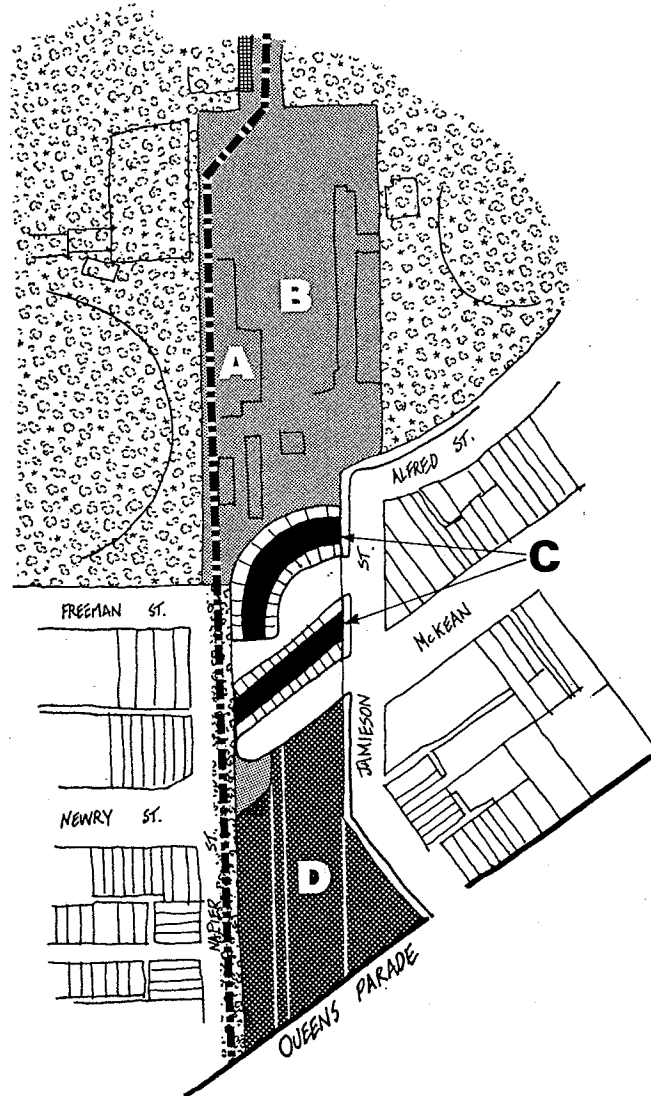 B
A
ALFRED ST.
C
ST.
FREEMAN ST.
McKEAN
JAMIESON
NEWRY ST.
NAPIER ST.
D
QUEENS PARADE